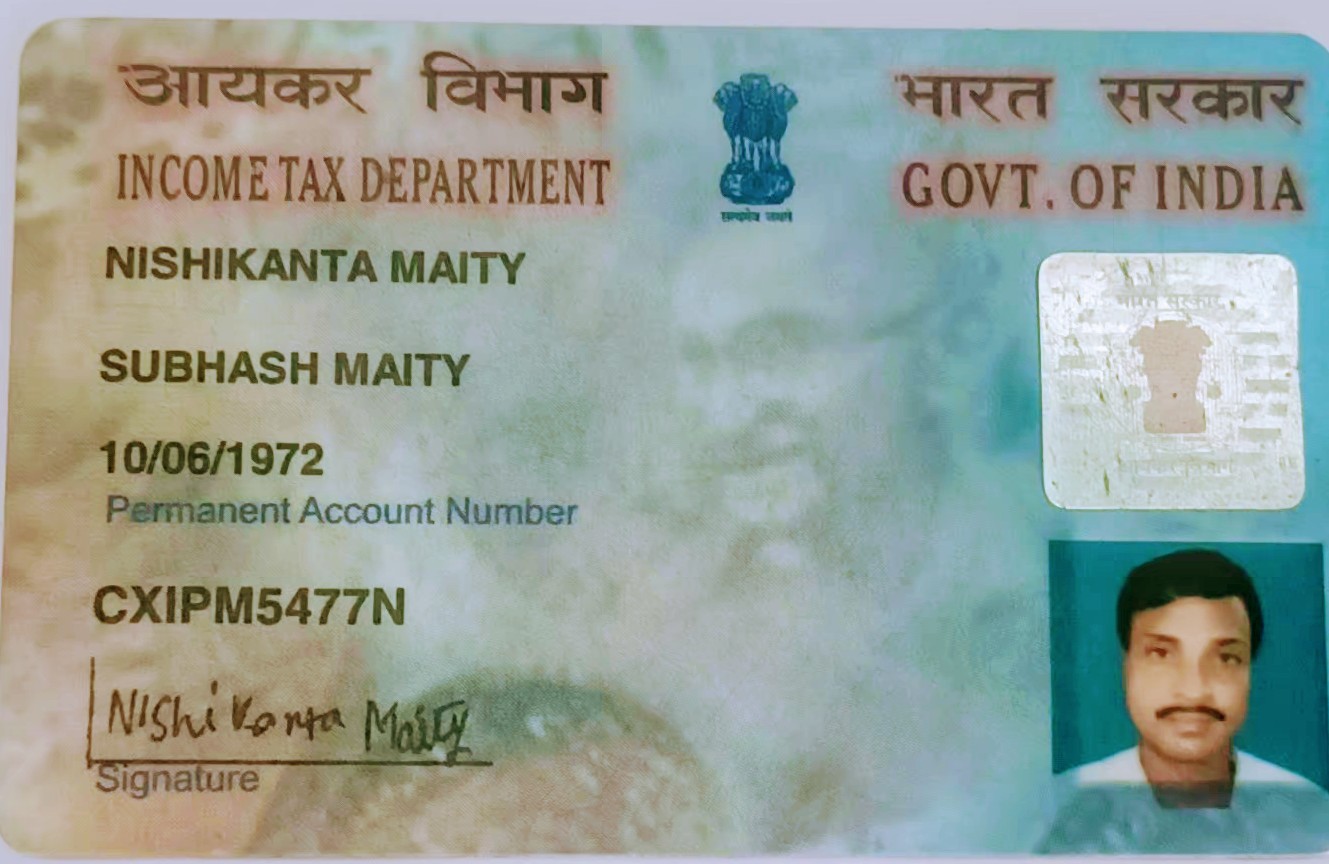 आयकर विभाग
INCOME TAX DEPARTMENT
सत्यमेव जयते
भारत सरकार
GOVT. OF INDIA
NISHIKANTA MAITY
SUBHASH MAITY
10/06/1972
Permanent Account Number
CXIPM5477N
Nishi Kanta Maity
Signature
भारत सरकार